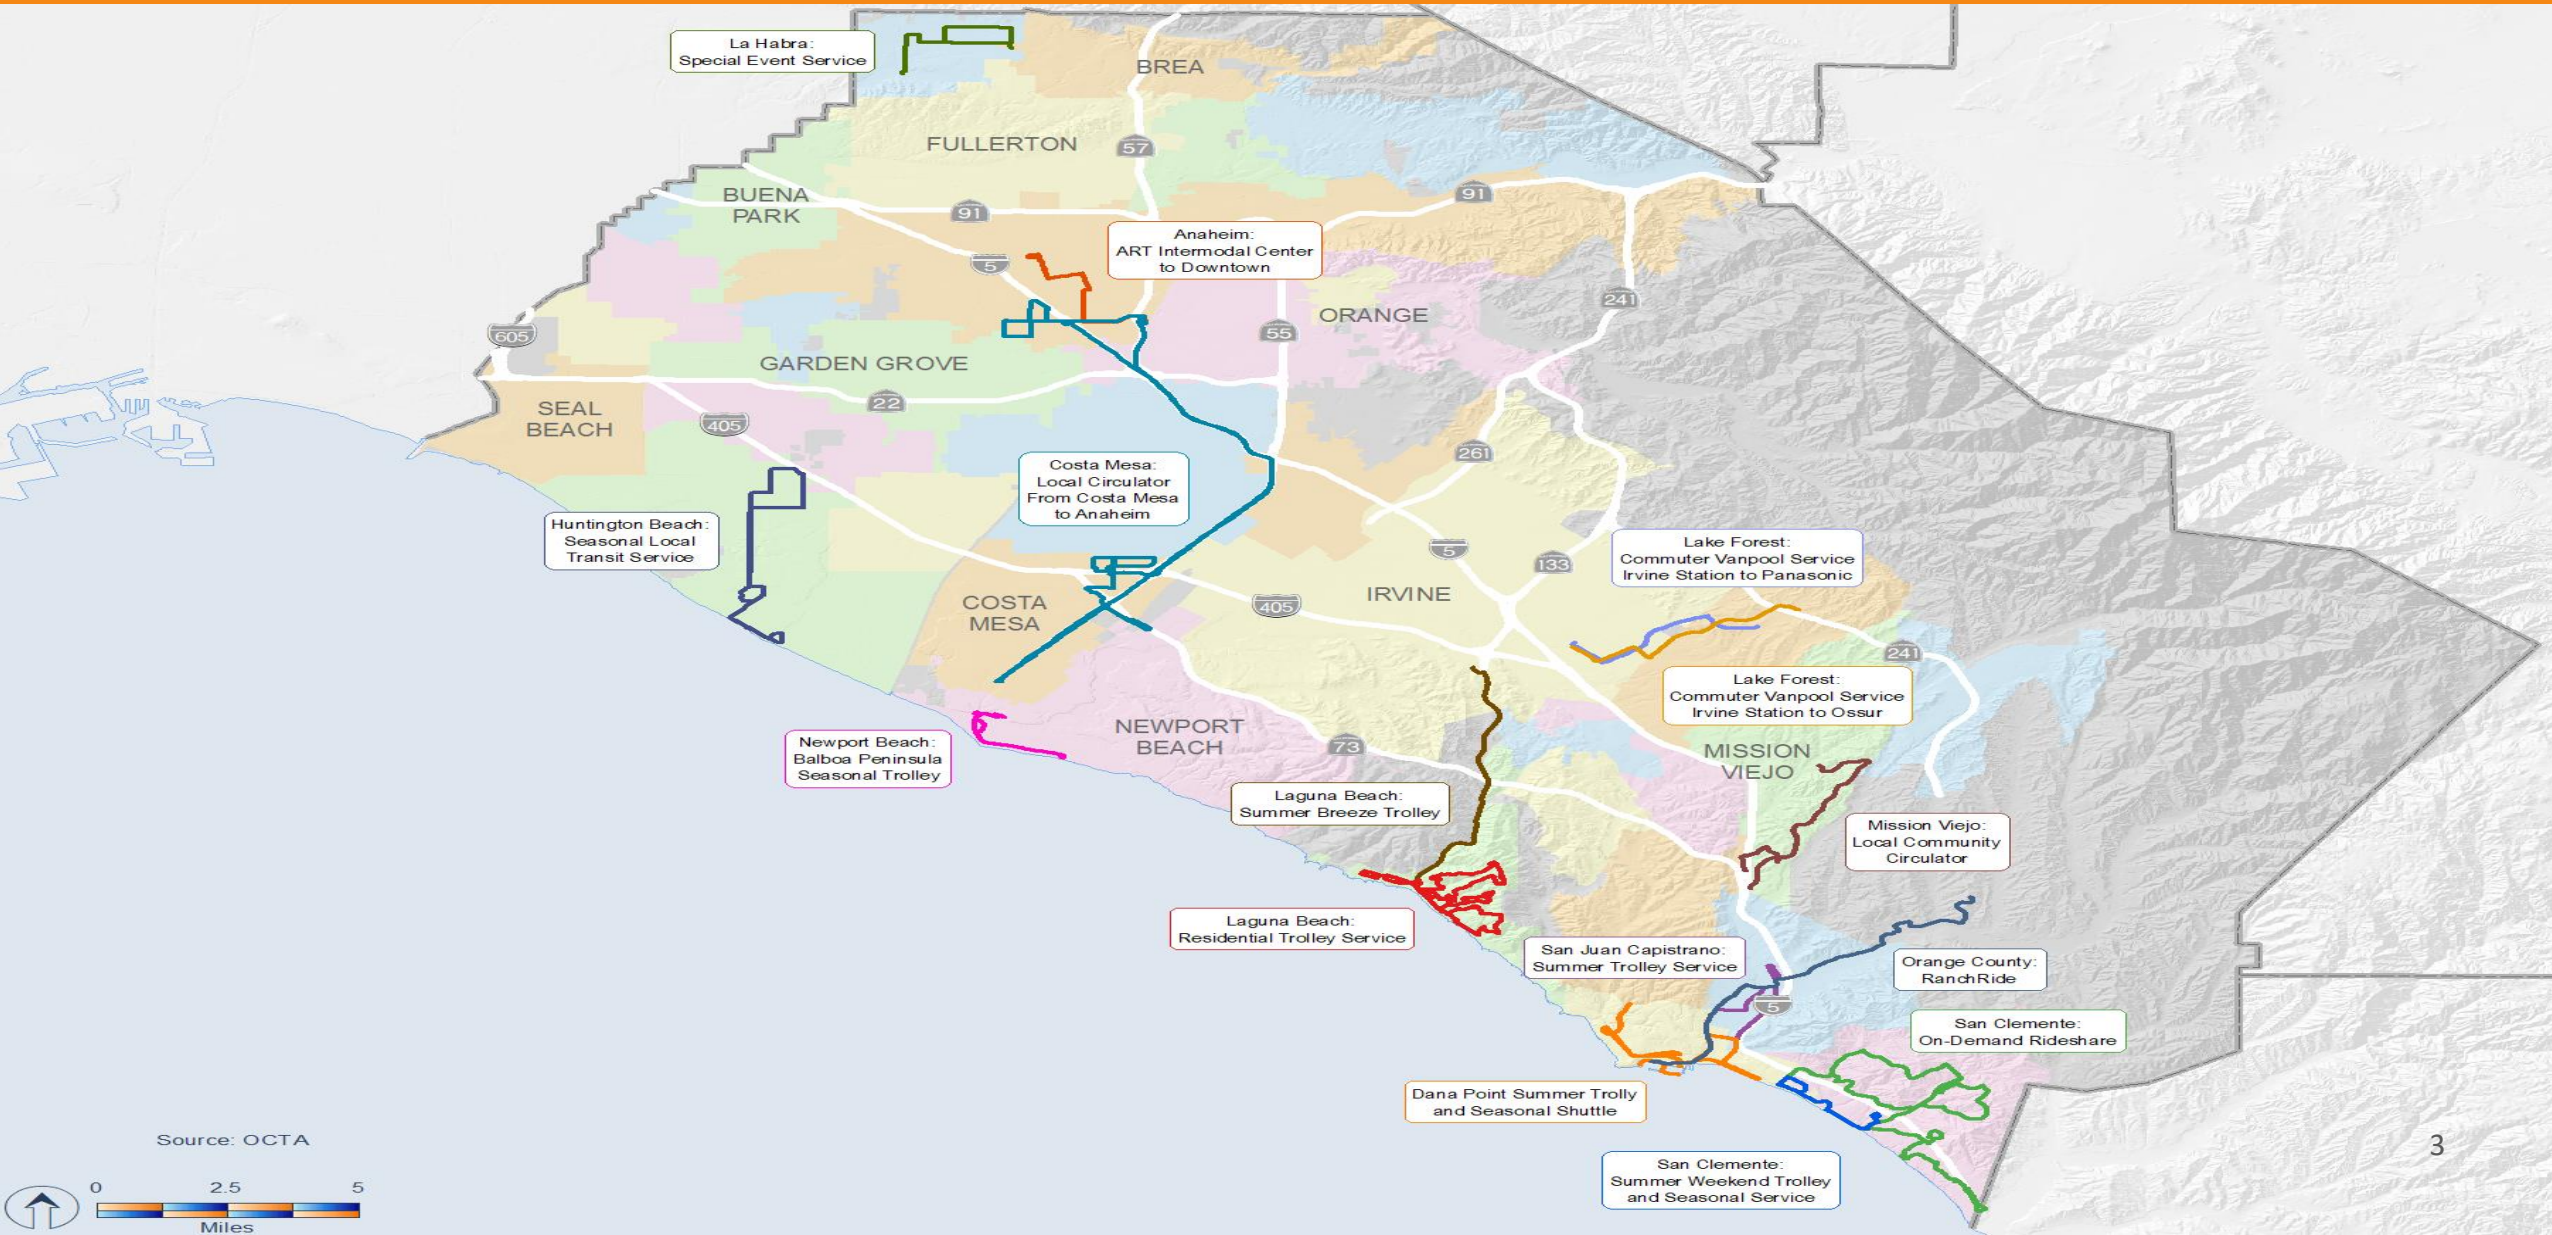 La Habra:
Special Event Service
BREA
FULLERTON
57
BUENA
PARK
91
91
Anaheim:
ART Intermodal Center
to Downtown
5
241
ORANGE
605
55
GARDEN GROVE
22
SEAL
BEACH
405
261
Costa Mesa:
Local Circulator
From Costa Mesa
to Anaheim
Huntington Beach:
Seasonal Local
Transit Service
5
133
Lake Forest:
Commuter Vanpool Service
Irvine Station to Panasonic
COSTA
MESA
405
IRVINE
241
Lake Forest:
Commuter Vanpool Service
Irvine Station to Ossur
Newport Beach:
Balboa Peninsula
Seasonal Trolley
NEWPORT
BEACH
73
MISSION
VIEJO
Laguna Beach:
Summer Breeze Trolley
Mission Viejo:
Local Community
Circulator
Laguna Beach:
Residential Trolley Service
San Juan Capistrano:
Summer Trolley Service
Orange County:
RanchRide
5
San Clemente:
On-Demand Rideshare
Dana Point Summer Trolly
and Seasonal Shuttle
San Clemente:
Summer Weekend Trolley
and Seasonal Service
Source: OCTA
0 2.5 5
Miles
3